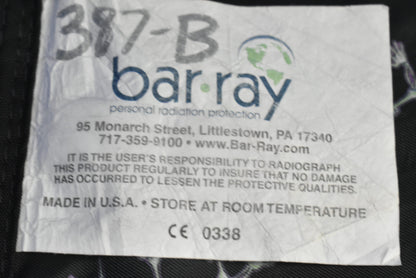 397-B
bar·ray
personal radiation protection
95 Monarch Street, Littlestown, PA 17340
717-359-9100 • www.Bar-Ray.com
IT IS THE USER'S RESPONSIBILITY TO RADIOGRAPH
THIS PRODUCT REGULARLY TO INSURE THAT NO DAMAGE
HAS OCCURRED TO LESSEN THE PROTECTIVE QUALITIES.
MADE IN U.S.A. • STORE AT ROOM TEMPERATURE
CE 0338